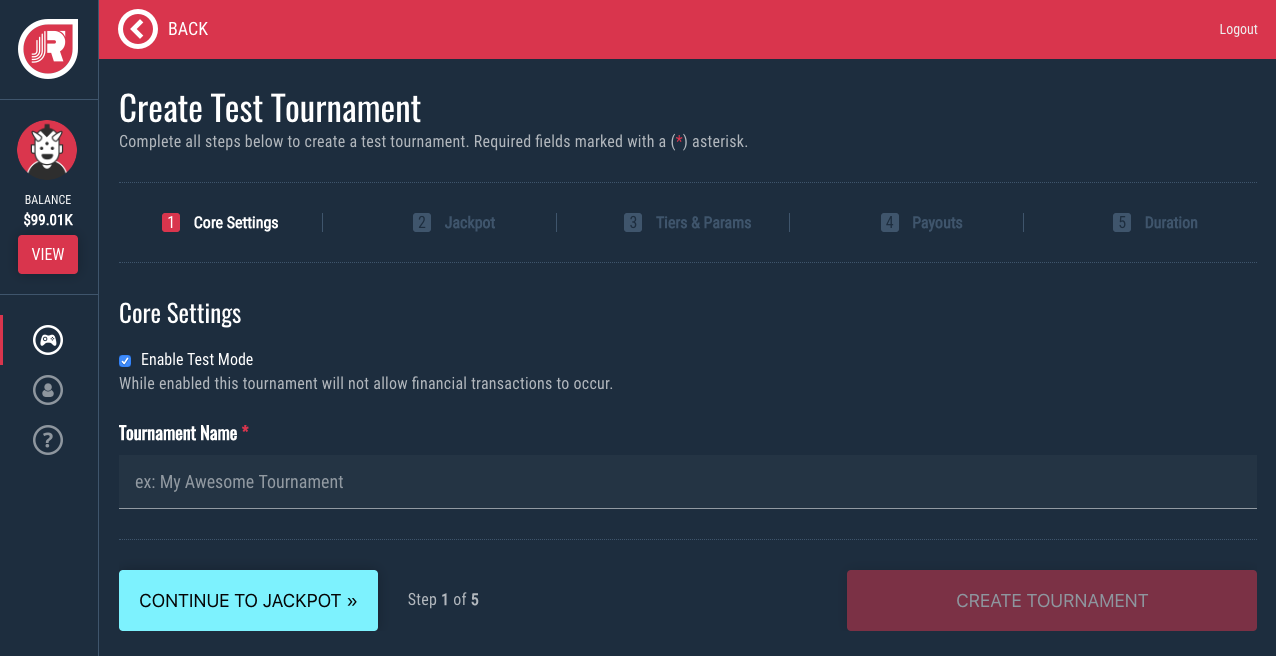 BACK
Logout
BALANCE
$99.01K
VIEW
Create Test Tournament
Complete all steps below to create a test tournament. Required fields marked with a (*) asterisk.
1 Core Settings
2 Jackpot
3 Tiers & Params
4 Payouts
5 Duration
Core Settings
Enable Test Mode
While enabled this tournament will not allow financial transactions to occur.
Tournament Name *
ex: My Awesome Tournament
CONTINUE TO JACKPOT »
Step 1 of 5
CREATE TOURNAMENT
R
?